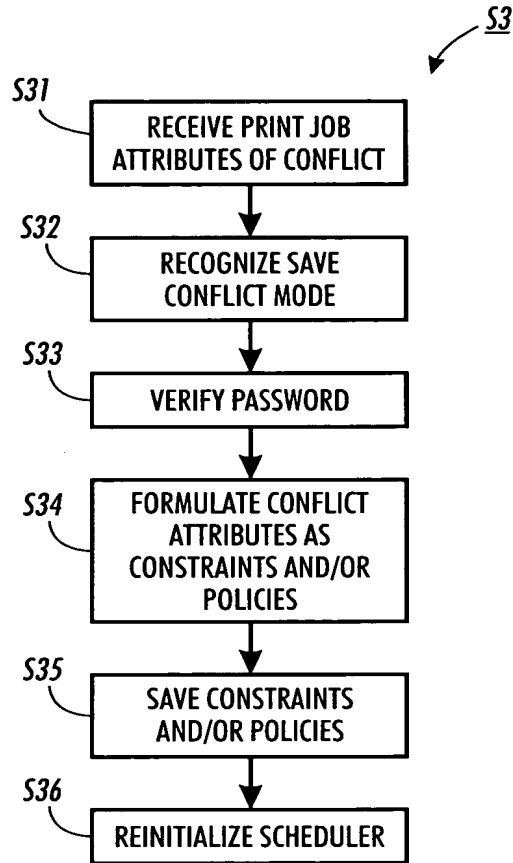 S3
S31
RECEIVE PRINT JOB
ATTRIBUTES OF CONFLICT
S32
RECOGNIZE SAVE
CONFLICT MODE
S33
VERIFY PASSWORD
S34
FORMULATE CONFLICT
ATTRIBUTES AS
CONSTRAINTS AND/OR
POLICIES
S35
SAVE CONSTRAINTS
AND/OR POLICIES
S36
REINITIALIZE SCHEDULER